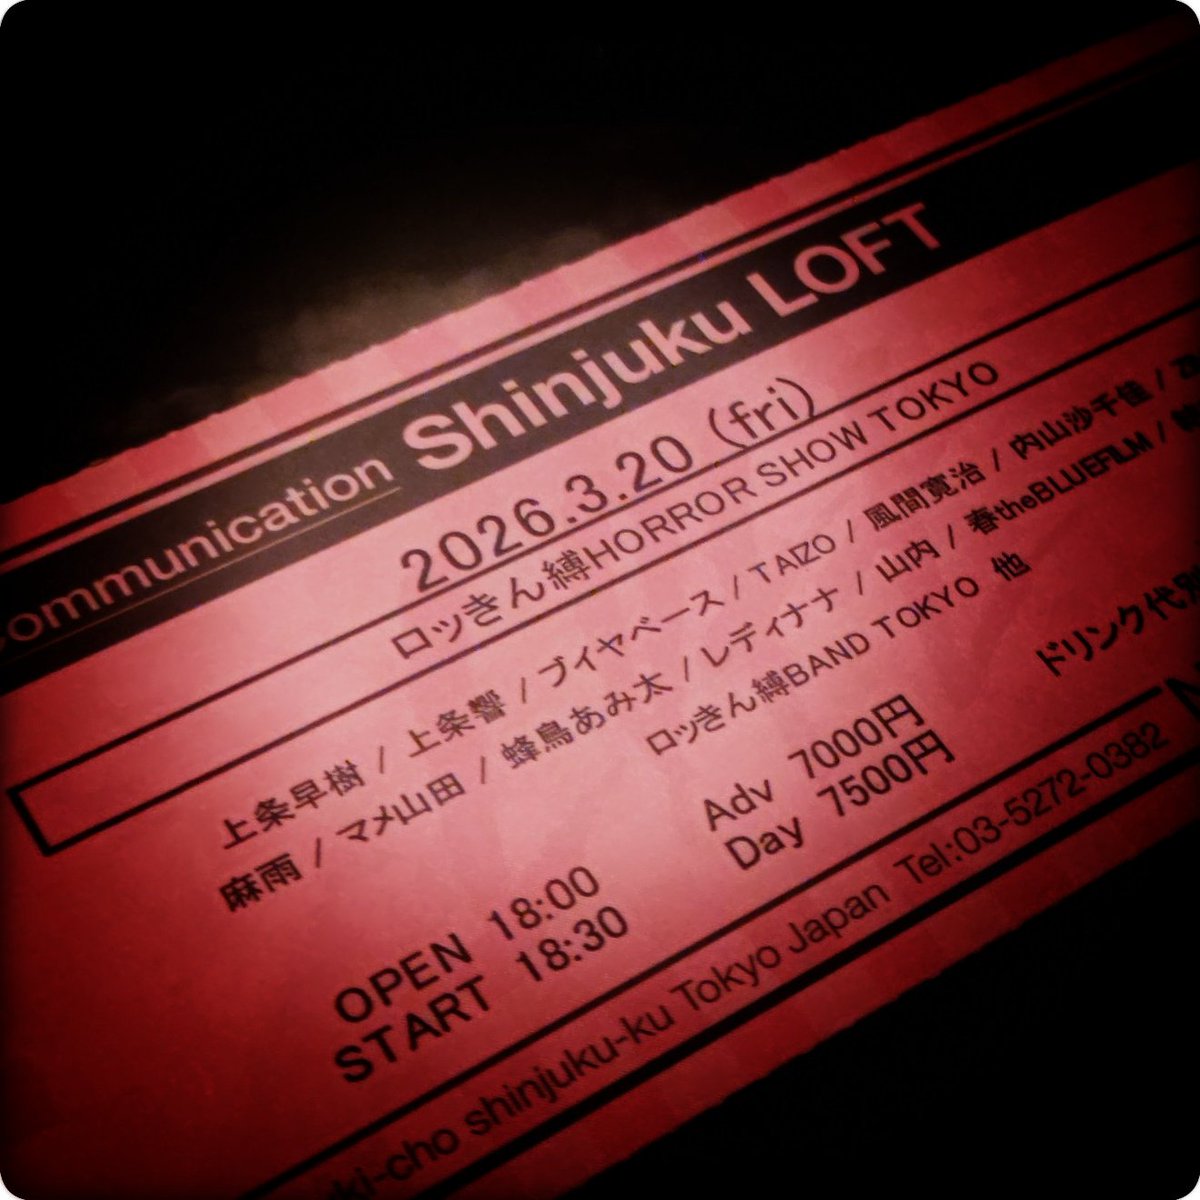 ommunication Shinjuku LOFT
2026.3.20 (fri)
ロッきん縛HORROR SHOW TOKYO
上条早樹 / 上条響 / ブイヤベース / TAIZO / 風間寛治 / 内山沙千佳 /
麻雨 / マメ山田 / 蜂鳥あみ太 / レディナナ / 山内 / 春theBLUEFILM /
ロッきん縛BAND TOKYO 他
Adv 7000円
Day 7500円
ドリンク代別
OPEN 18:00
START 18:30
ki-cho shinjuku-ku Tokyo Japan Tel:03-5272-0382